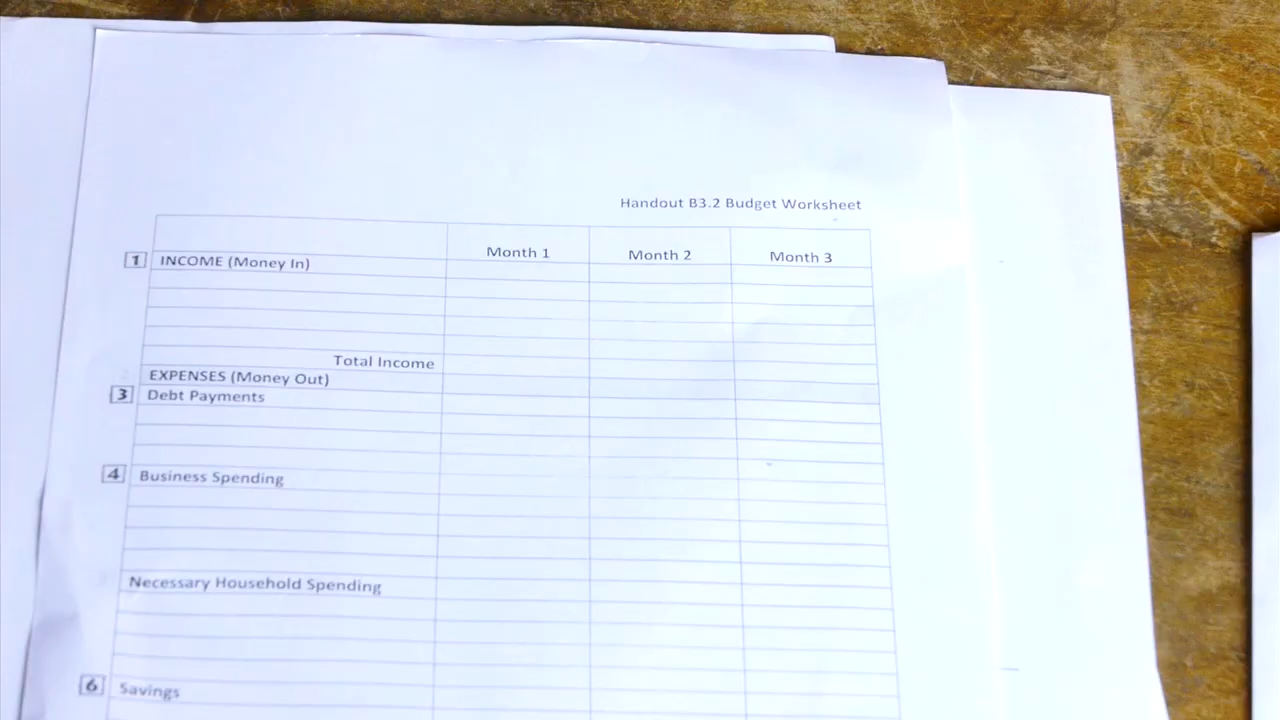 Handout B3.2 Budget Worksheet
Month 1 Month 2 Month 3
1 INCOME (Money In)
Total Income
EXPENSES (Money Out)
3 Debt Payments
4 Business Spending
Necessary Household Spending
6 Savings